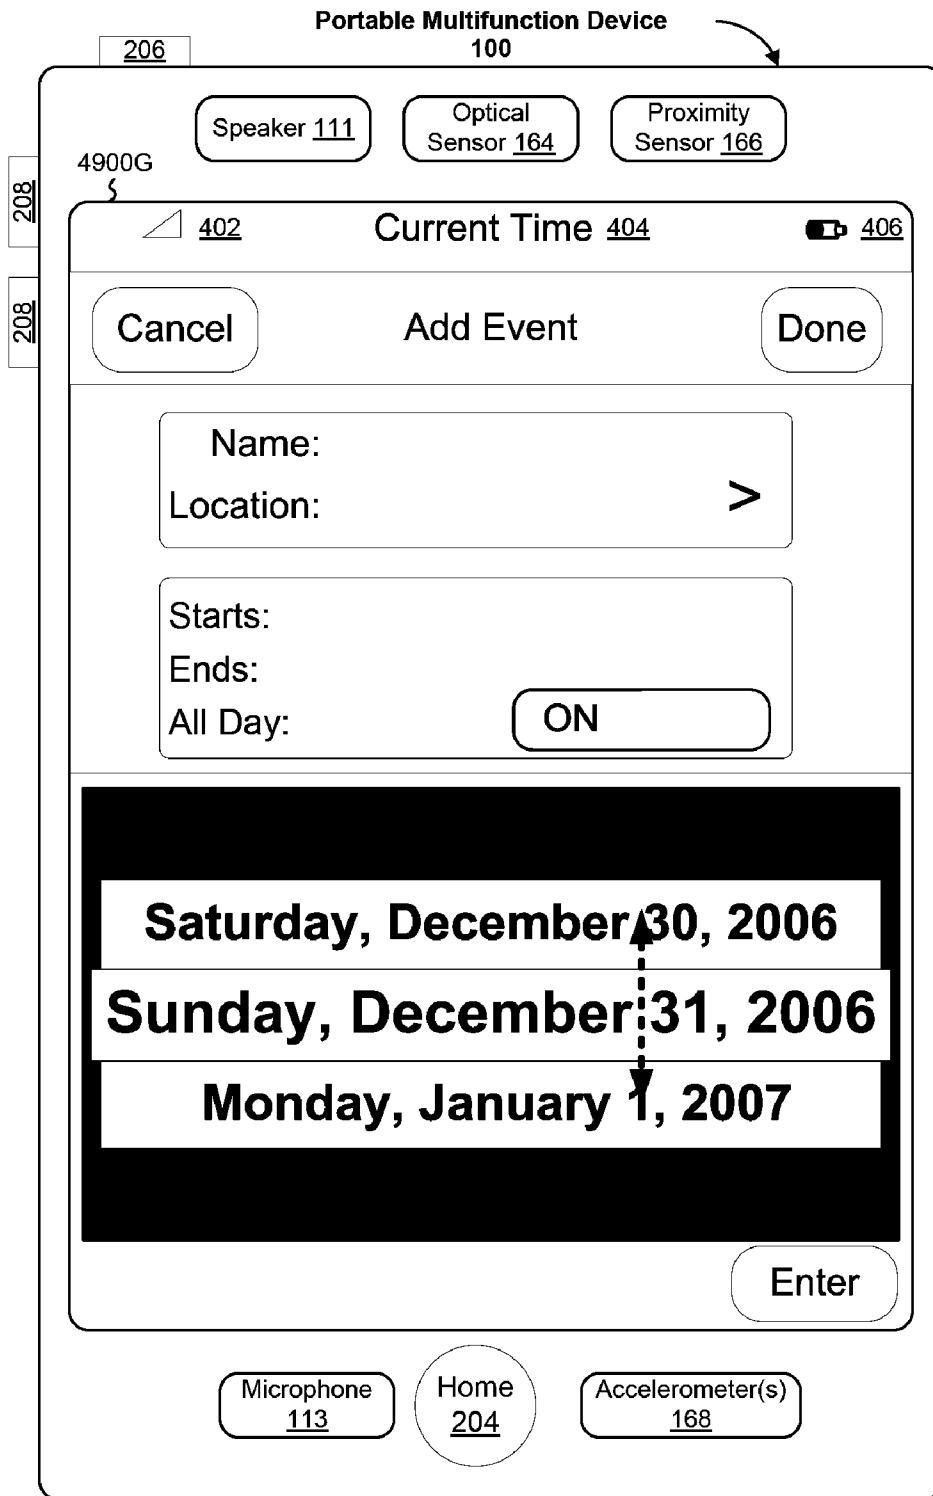 Portable Multifunction Device
100
206
Speaker 111
Optical
Sensor 164
Proximity
Sensor 166
4900G
208
208
402
Current Time 404
406
Cancel
Add Event
Done
Name:
Location:
>
Starts:
Ends:
All Day:
ON
Saturday, December 30, 2006
Sunday, December 31, 2006
Monday, January 1, 2007
Enter
Microphone
113
Home
204
Accelerometer(s)
168